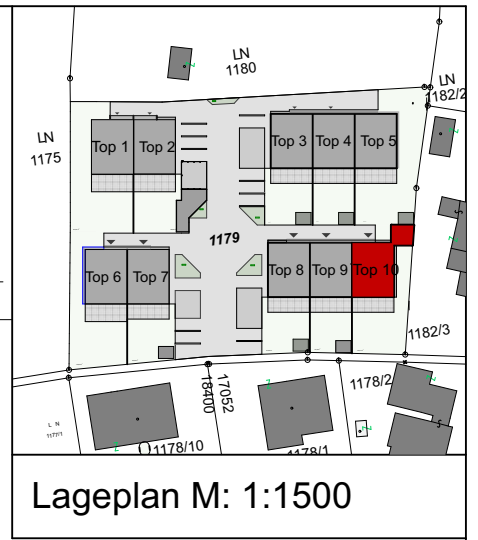 LN
1180
LN
1182/2
LN
1175
Top 1 Top 2
Top 3 Top 4 Top 5
1179
Top 6 Top 7
Top 8 Top 9 Top 10
1182/3
17052
18400
1178/2
L N
1177/1
1178/10
1178/1
Lageplan M: 1:1500